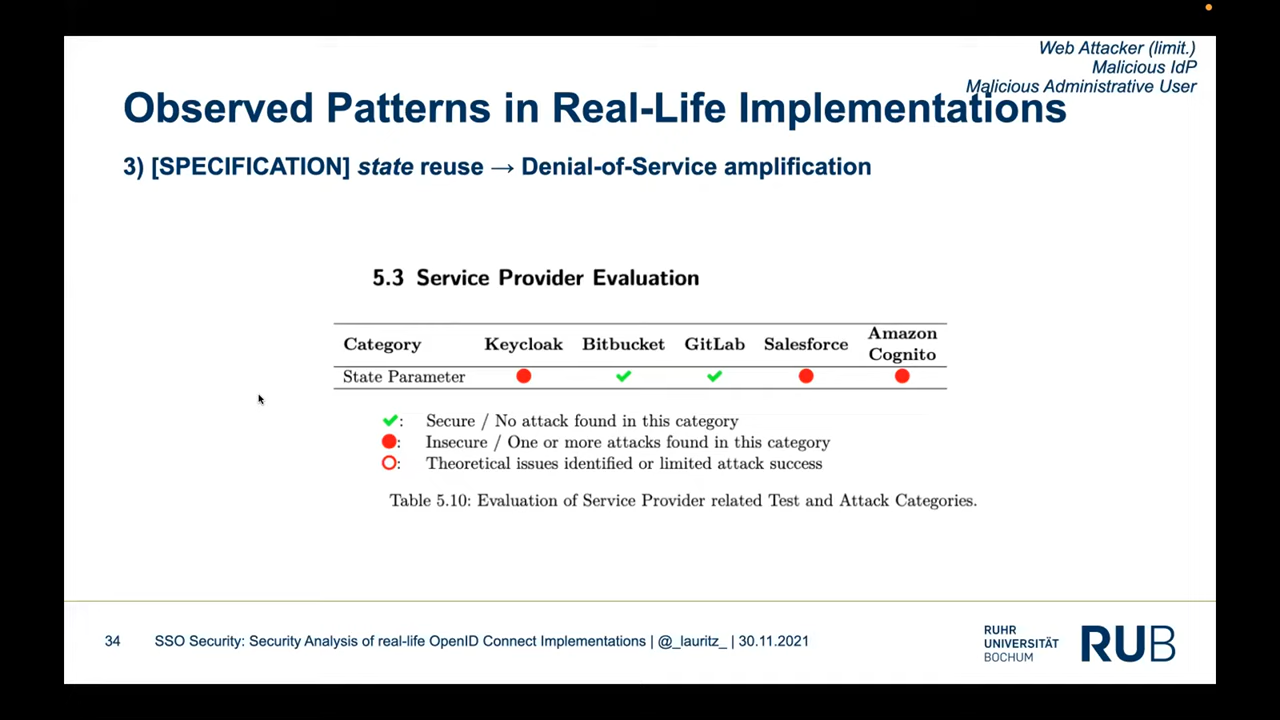 Web Attacker (limit.)
Malicious IdP
Malicious Administrative User
Observed Patterns in Real-Life Implementations
3) [SPECIFICATION] state reuse → Denial-of-Service amplification
5.3 Service Provider Evaluation
Category Keycloak Bitbucket GitLab Salesforce Amazon Cognito
State Parameter
✔: Secure / No attack found in this category
●: Insecure / One or more attacks found in this category
○: Theoretical issues identified or limited attack success
Table 5.10: Evaluation of Service Provider related Test and Attack Categories.
34 SSO Security: Security Analysis of real-life OpenID Connect Implementations | @_lauritz_ | 30.11.2021
RUHR
UNIVERSITÄT
BOCHUM
RUB